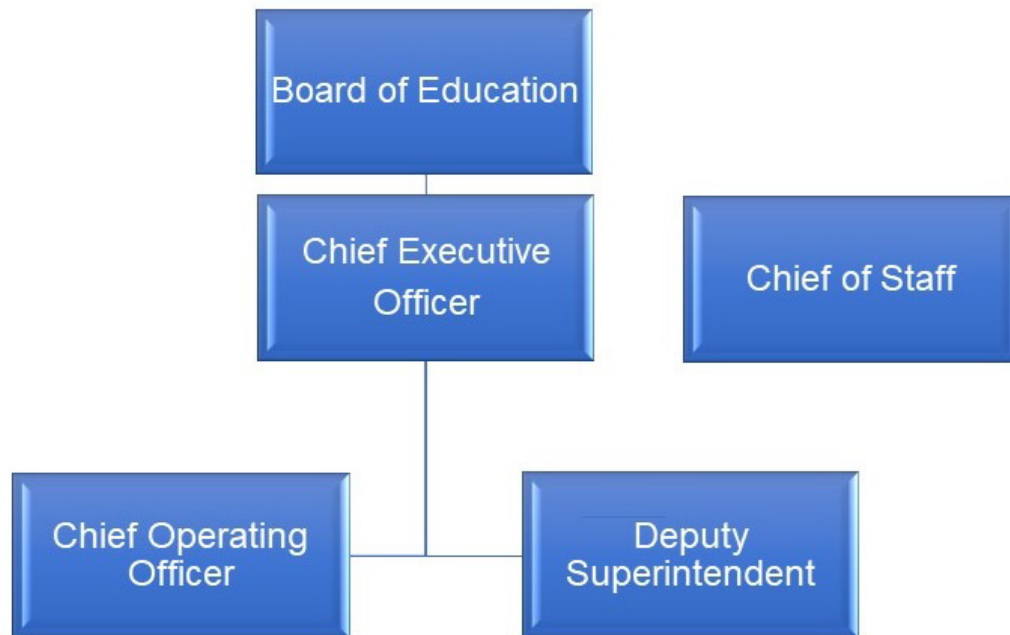 Board of Education
Chief Executive
Officer
Chief of Staff
Chief Operating
Officer
Deputy
Superintendent